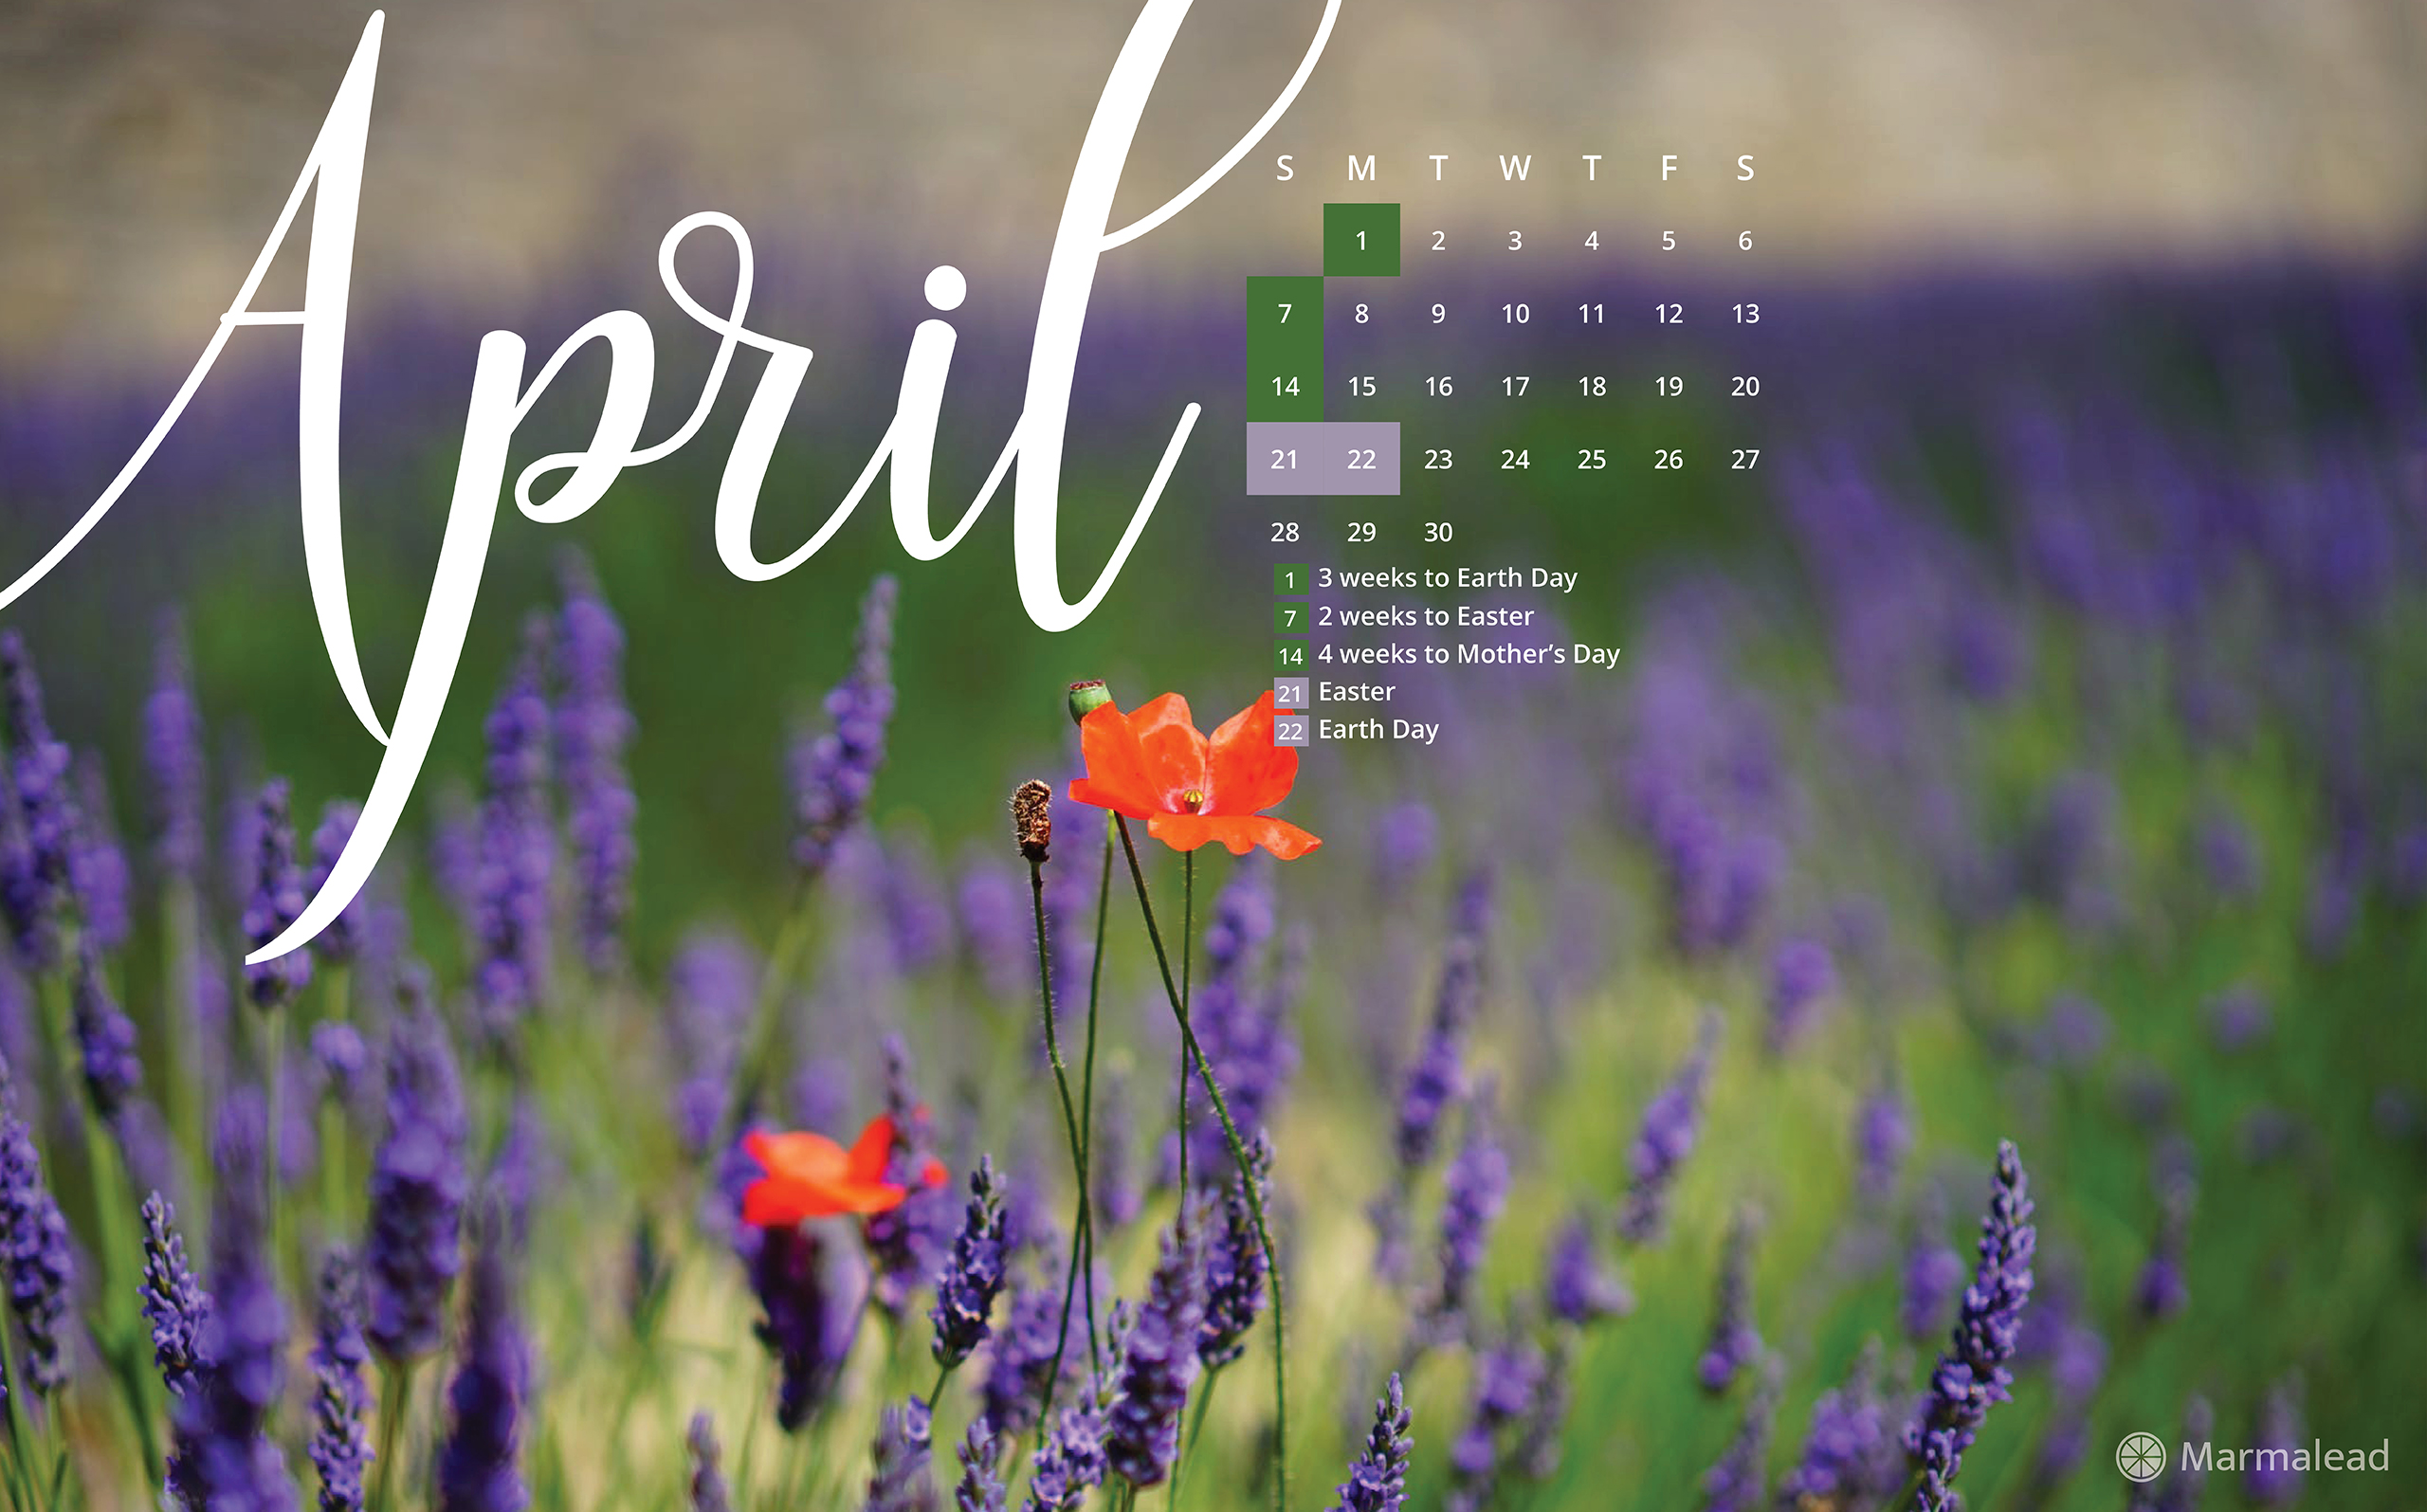 April
S M T W T F S
1 2 3 4 5 6
7 8 9 10 11 12 13
14 15 16 17 18 19 20
21 22 23 24 25 26 27
28 29 30
1 3 weeks to Earth Day
7 2 weeks to Easter
14 4 weeks to Mother’s Day
21 Easter
22 Earth Day
Marmalead